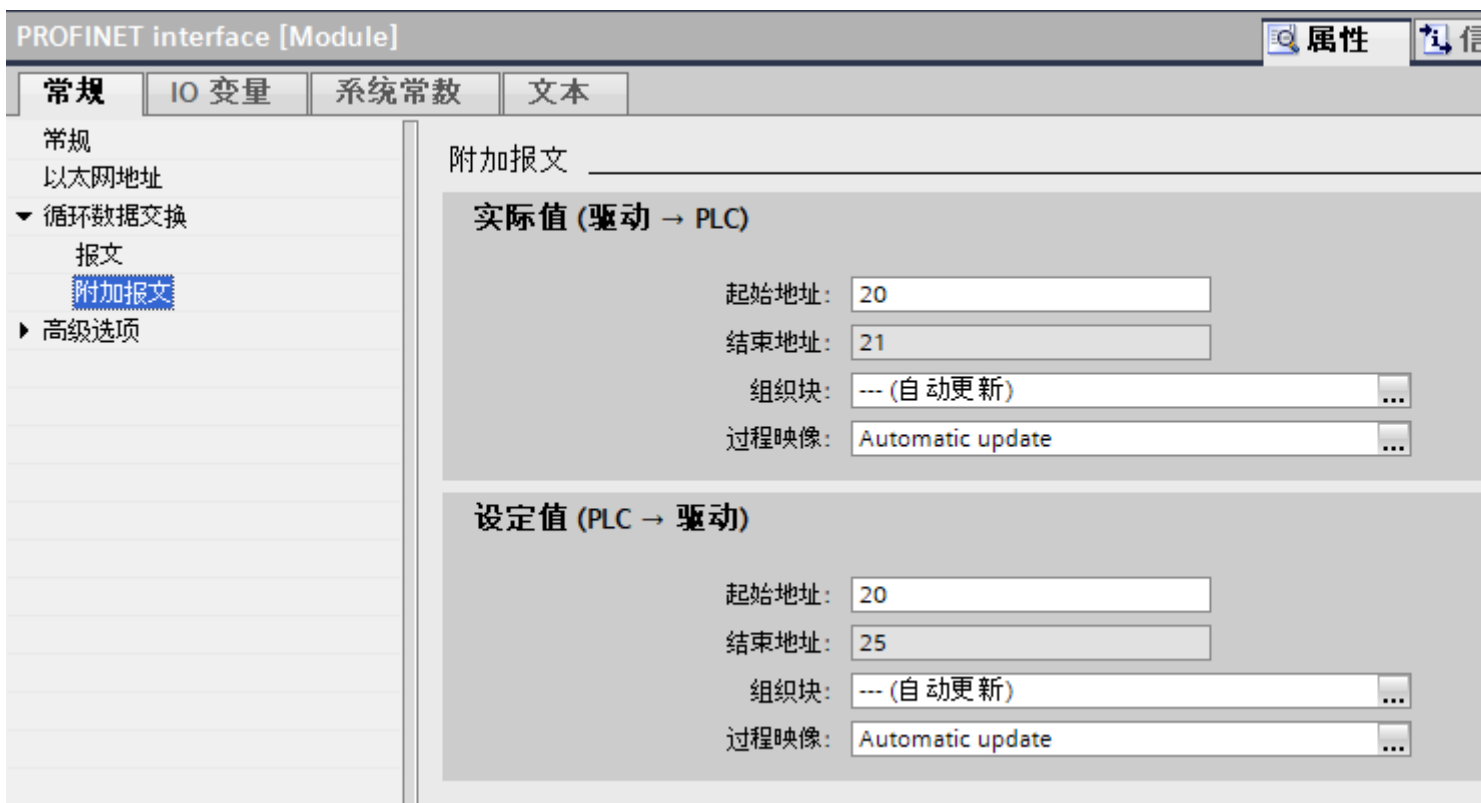 PROFINET interface [Module]
属性
信
常规
IO 变量
系统常数
文本
常规
以太网地址
循环数据交换
报文
附加报文
高级选项
附加报文
实际值 (驱动 → PLC)
起始地址: 20
结束地址: 21
组织块: --- (自动更新) ...
过程映像: Automatic update ...
设定值 (PLC → 驱动)
起始地址: 20
结束地址: 25
组织块: --- (自动更新) ...
过程映像: Automatic update ...